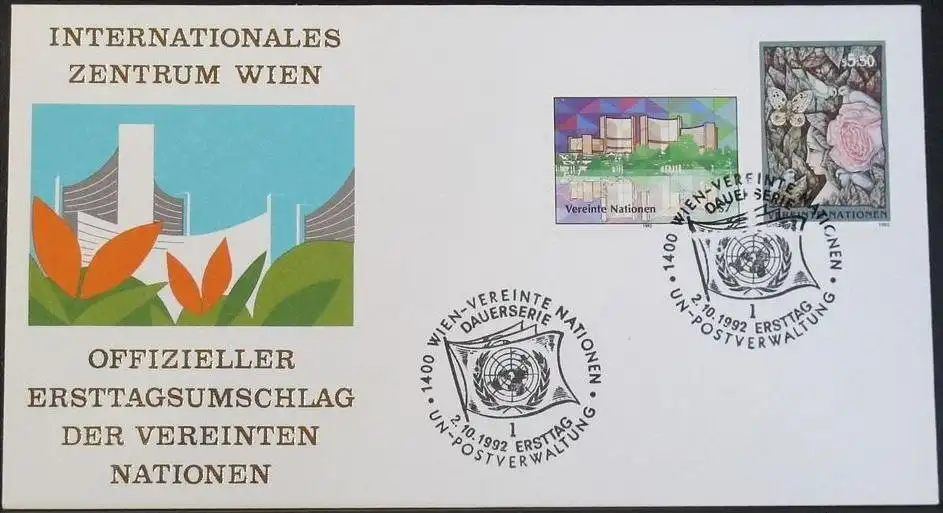 INTERNATIONALES
ZENTRUM WIEN
OFFIZIELLER
ERSTTAGSUMSCHLAG
DER VEREINTEN
NATIONEN
Vereinte Nationen
1992
S5.50
VEREINTE NATIONEN
1992
1400 WIEN-VEREINTE NATIONEN
DAUERSERIE
1
2.10.1992 ERSTTAG
UN-POSTVERWALTUNG
1400 WIEN-VEREINTE NATIONEN
DAUERSERIE
1
2.10.1992 ERSTTAG
UN-POSTVERWALTUNG